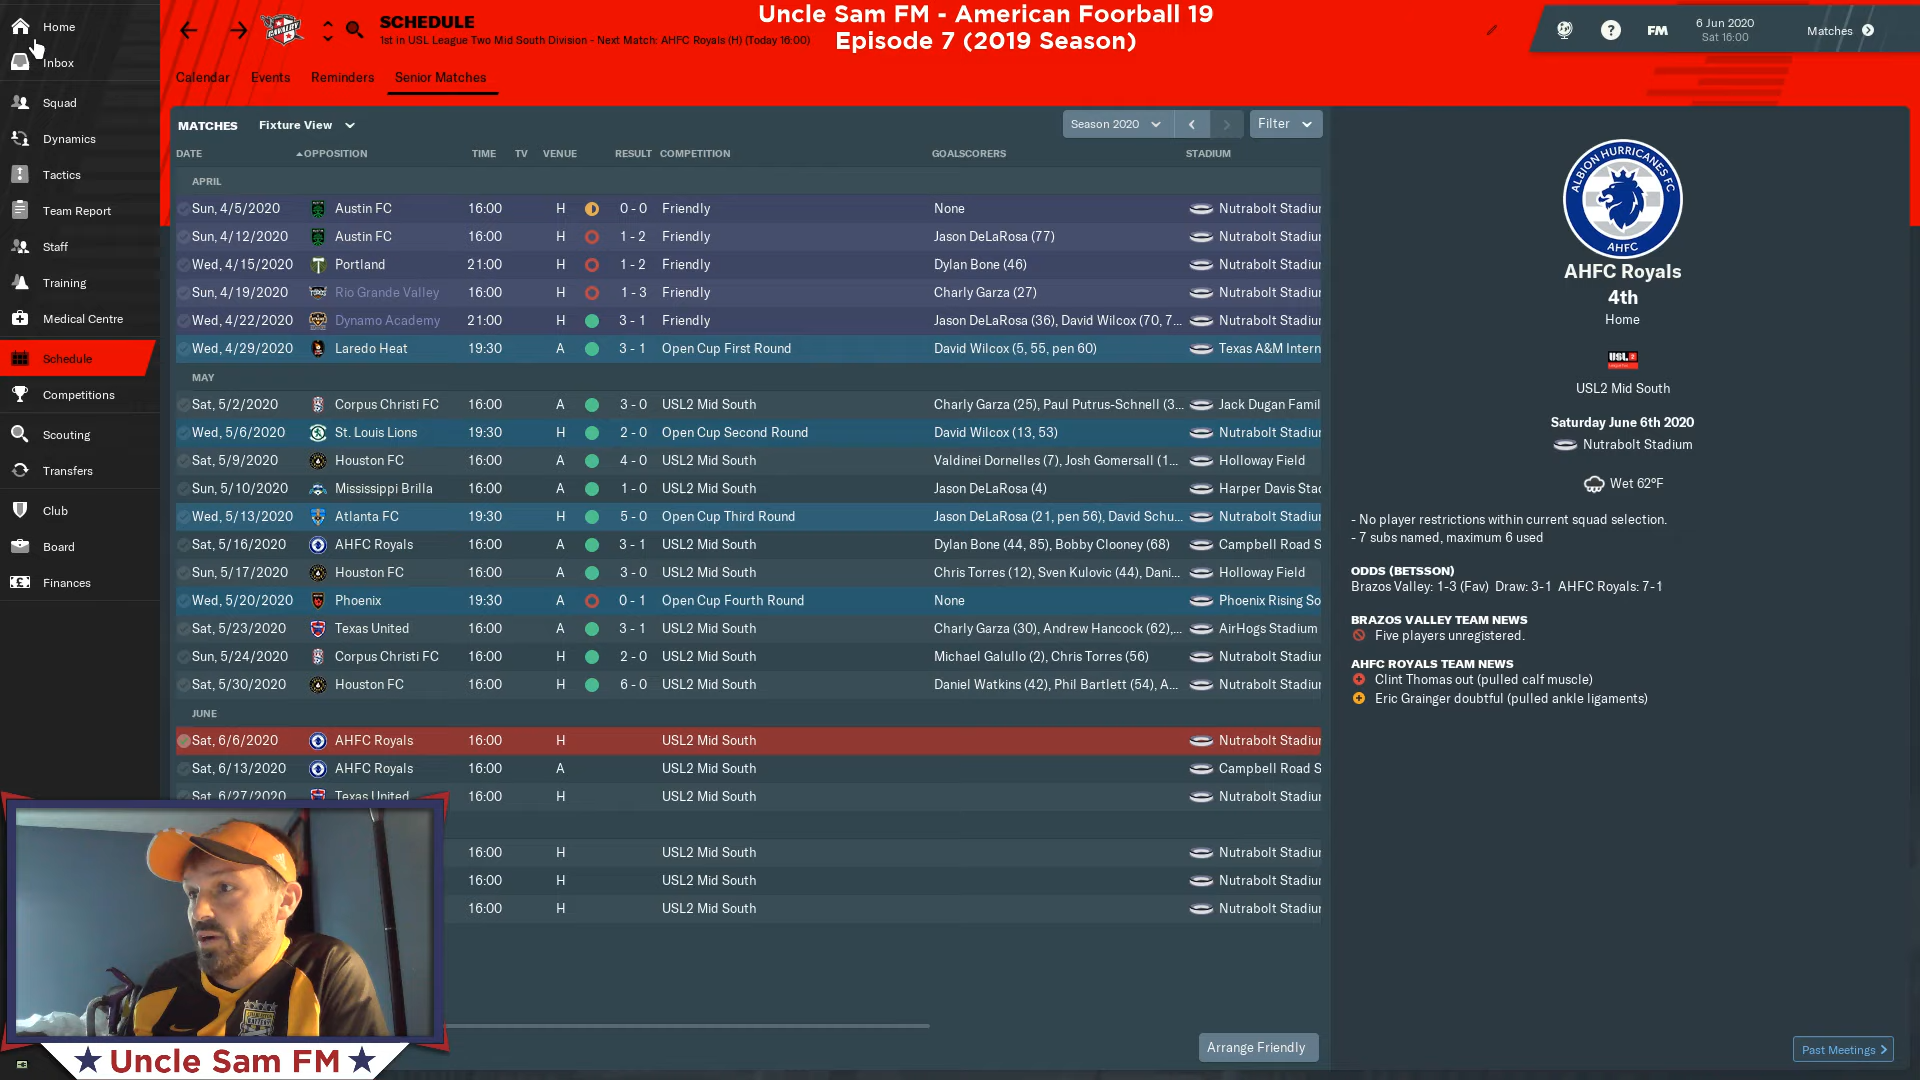 Home
Inbox
Squad
Dynamics
Tactics
Team Report
Staff
Training
Medical Centre
Schedule
Competitions
Scouting
Transfers
Club
Board
Finances
CAVALRY
SCHEDULE
1st in USL League Two Mid South Division - Next Match: AHFC Royals (H) (Today 16:00)
Uncle Sam FM - American Foorball 19
Episode 7 (2019 Season)
FM
6 Jun 2020
Sat 16:00
Matches
Calendar Events Reminders Senior Matches
MATCHES Fixture View Season 2020 Filter
DATE OPPOSITION TIME TV VENUE RESULT COMPETITION GOALSCORERS STADIUM
APRIL
Sun, 4/5/2020 Austin FC 16:00 H 0 - 0 Friendly None Nutrabolt Stadiur
Sun, 4/12/2020 Austin FC 16:00 H 1 - 2 Friendly Jason DeLaRosa (77) Nutrabolt Stadiur
Wed, 4/15/2020 Portland 21:00 H 1 - 2 Friendly Dylan Bone (46) Nutrabolt Stadiur
Sun, 4/19/2020 Rio Grande Valley 16:00 H 1 - 3 Friendly Charly Garza (27) Nutrabolt Stadiur
Wed, 4/22/2020 Dynamo Academy 21:00 H 3 - 1 Friendly Jason DeLaRosa (36), David Wilcox (70, 7... Nutrabolt Stadiur
Wed, 4/29/2020 Laredo Heat 19:30 A 3 - 1 Open Cup First Round David Wilcox (5, 55, pen 60) Texas A&M Intern
MAY
Sat, 5/2/2020 Corpus Christi FC 16:00 A 3 - 0 USL2 Mid South Charly Garza (25), Paul Putrus-Schnell (3... Jack Dugan Famil
Wed, 5/6/2020 St. Louis Lions 19:30 H 2 - 0 Open Cup Second Round David Wilcox (13, 53) Nutrabolt Stadiur
Sat, 5/9/2020 Houston FC 16:00 A 4 - 0 USL2 Mid South Valdinei Dornelles (7), Josh Gomersall (1... Holloway Field
Sun, 5/10/2020 Mississippi Brilla 16:00 A 1 - 0 USL2 Mid South Jason DeLaRosa (4) Harper Davis Stac
Wed, 5/13/2020 Atlanta FC 19:30 H 5 - 0 Open Cup Third Round Jason DeLaRosa (21, pen 56), David Schu... Nutrabolt Stadiur
Sat, 5/16/2020 AHFC Royals 16:00 A 3 - 1 USL2 Mid South Dylan Bone (44, 85), Bobby Clooney (68) Campbell Road S
Sun, 5/17/2020 Houston FC 16:00 A 3 - 0 USL2 Mid South Chris Torres (12), Sven Kulovic (44), Dani... Holloway Field
Wed, 5/20/2020 Phoenix 19:30 A 0 - 1 Open Cup Fourth Round None Phoenix Rising So
Sat, 5/23/2020 Texas United 16:00 A 3 - 1 USL2 Mid South Charly Garza (30), Andrew Hancock (62),... AirHogs Stadium
Sun, 5/24/2020 Corpus Christi FC 16:00 H 2 - 0 USL2 Mid South Michael Galullo (2), Chris Torres (56) Nutrabolt Stadiur
Sat, 5/30/2020 Houston FC 16:00 H 6 - 0 USL2 Mid South Daniel Watkins (42), Phil Bartlett (54), A... Nutrabolt Stadiur
JUNE
Sat, 6/6/2020 AHFC Royals 16:00 H USL2 Mid South Nutrabolt Stadiur
Sat, 6/13/2020 AHFC Royals 16:00 A USL2 Mid South Campbell Road S
Sat, 6/27/2020 Texas United 16:00 H USL2 Mid South Nutrabolt Stadiur
16:00 H USL2 Mid South Nutrabolt Stadiur
16:00 H USL2 Mid South Nutrabolt Stadiur
16:00 H USL2 Mid South Nutrabolt Stadiur
Arrange Friendly
ALBION HURRICANES FC
AHFC
AHFC Royals
4th
Home
USL2
USL2 Mid South
Saturday June 6th 2020
Nutrabolt Stadium
Wet 62°F
- No player restrictions within current squad selection.
- 7 subs named, maximum 6 used
ODDS (BETSSON)
Brazos Valley: 1-3 (Fav) Draw: 3-1 AHFC Royals: 7-1
BRAZOS VALLEY TEAM NEWS
Five players unregistered.
AHFC ROYALS TEAM NEWS
Clint Thomas out (pulled calf muscle)
Eric Grainger doubtful (pulled ankle ligaments)
Past Meetings
Uncle Sam FM